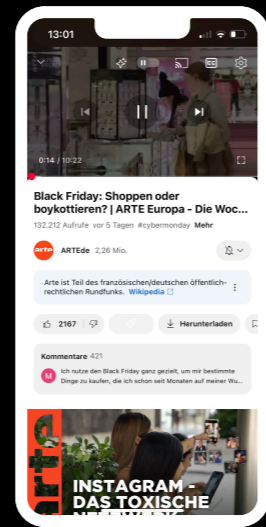 13:01
CC
0:14 / 10:22
Black Friday: Shoppen oder
boykottieren? | ARTE Europa - Die Woc...
132.212 Aufrufe vor 5 Tagen #cybermonday Mehr
arte ARTEde 2,26 Mio.
Arte ist Teil des französischen/deutschen öffentlich-
rechtlichen Rundfunks. Wikipedia
2167 Herunterladen
Kommentare 421
M Ich nutze den Black Friday ganz gezielt, um mir bestimmte
Dinge zu kaufen, die ich schon seit Monaten auf meiner Wu...
arte
INSTAGRAM -
DAS TOXISCHE